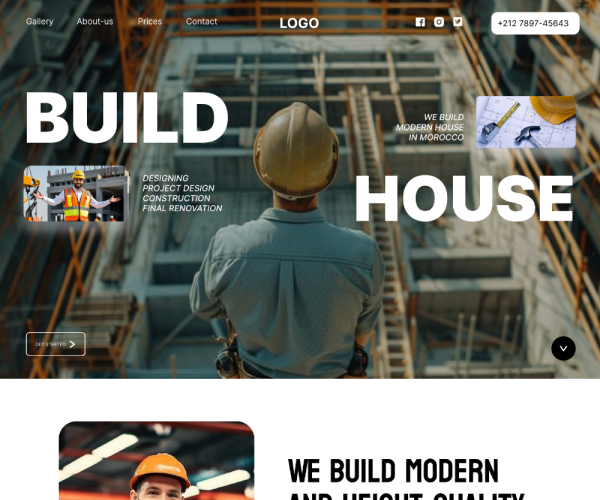 Gallery
About-us
Prices
Contact
LOGO
+212 7897-45643
BUILD
WE BUILD
MODERN HOUSE
IN MOROCCO
DESIGNING
PROJECT DESIGN
CONSTRUCTION
FINAL RENOVATION
HOUSE
GET STARTED
WE BUILD MODERN
AND HEIGHT QUALITY